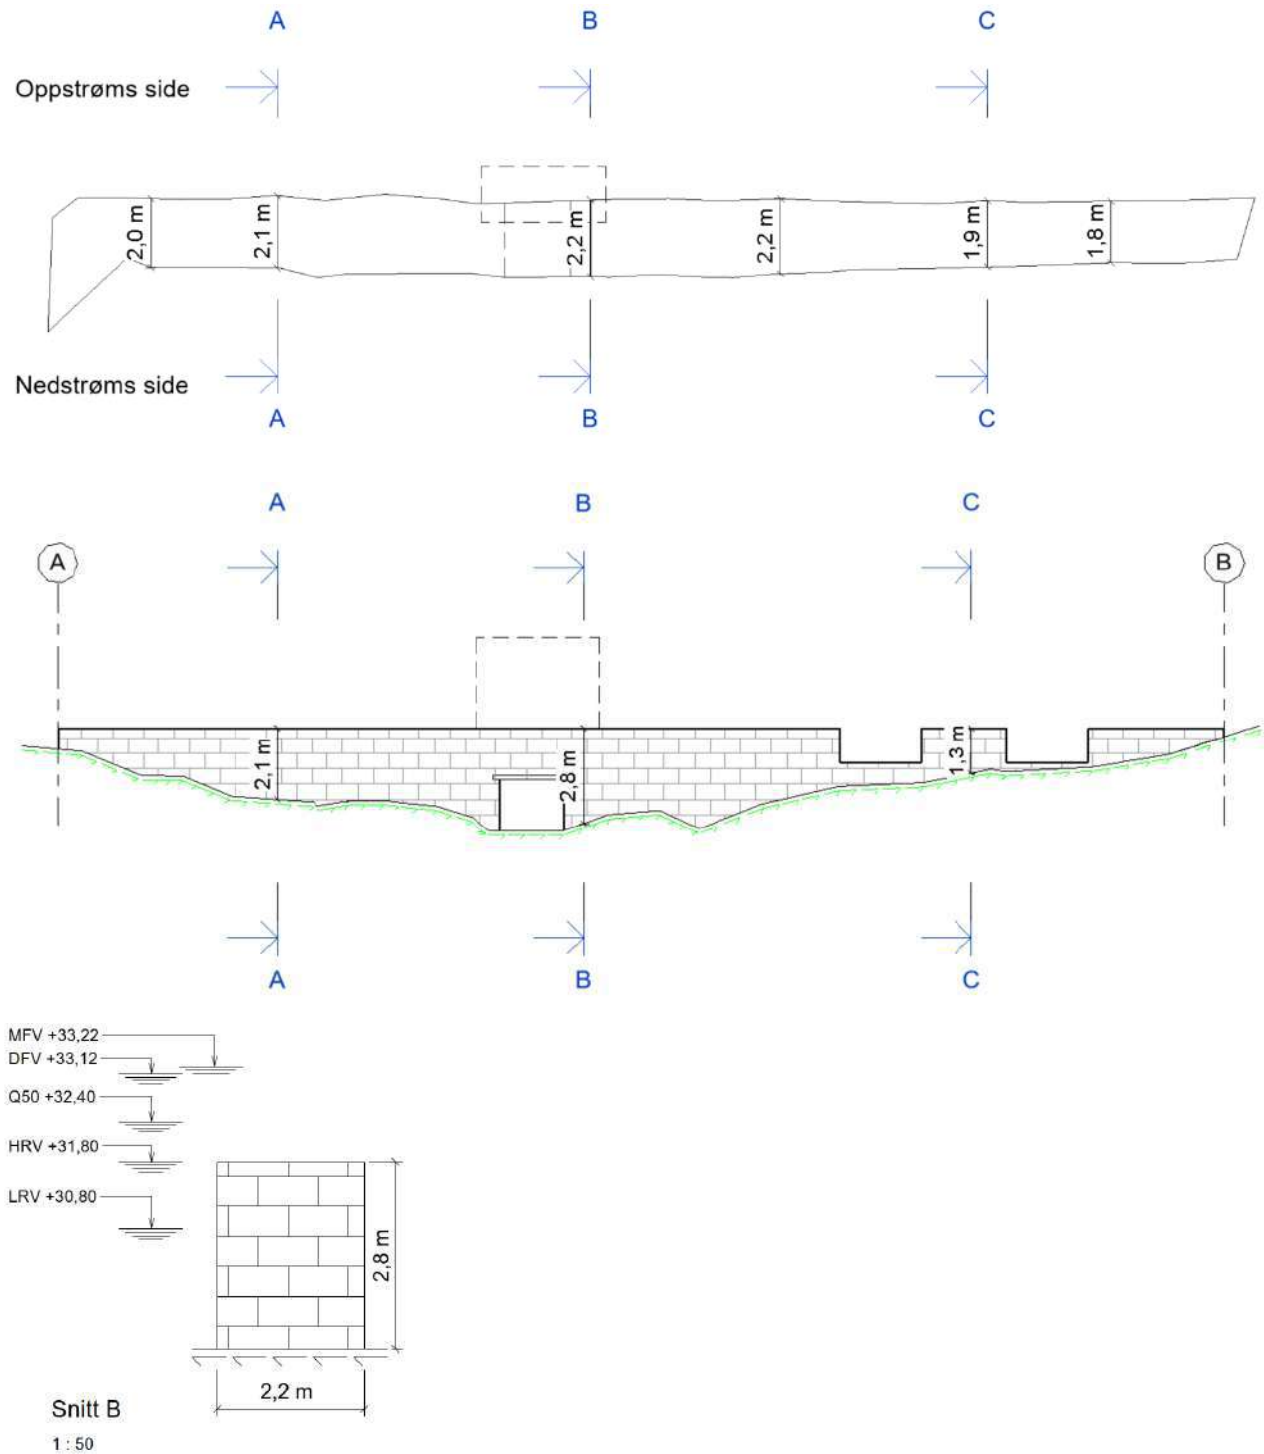 A B C
Oppstrøms side
2,0 m 2,1 m 2,2 m 2,2 m 1,9 m 1,8 m
Nedstrøms side
A B C
A B C
A B
2,1 m 2,8 m 1,3 m
A B C
MFV +33,22
DFV +33,12
Q50 +32,40
HRV +31,80
LRV +30,80
2,8 m
2,2 m
Snitt B
1 : 50